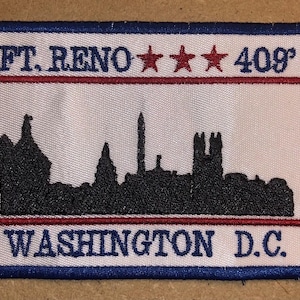 FT. RENO ★★★ 409'
WASHINGTON D.C.